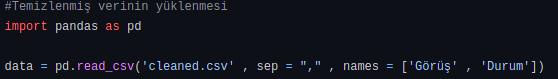 #Temizlenmiş verinin yüklenmesi
import pandas as pd
data = pd.read_csv('cleaned.csv' , sep = "," , names = ['Görüş' , 'Durum'])